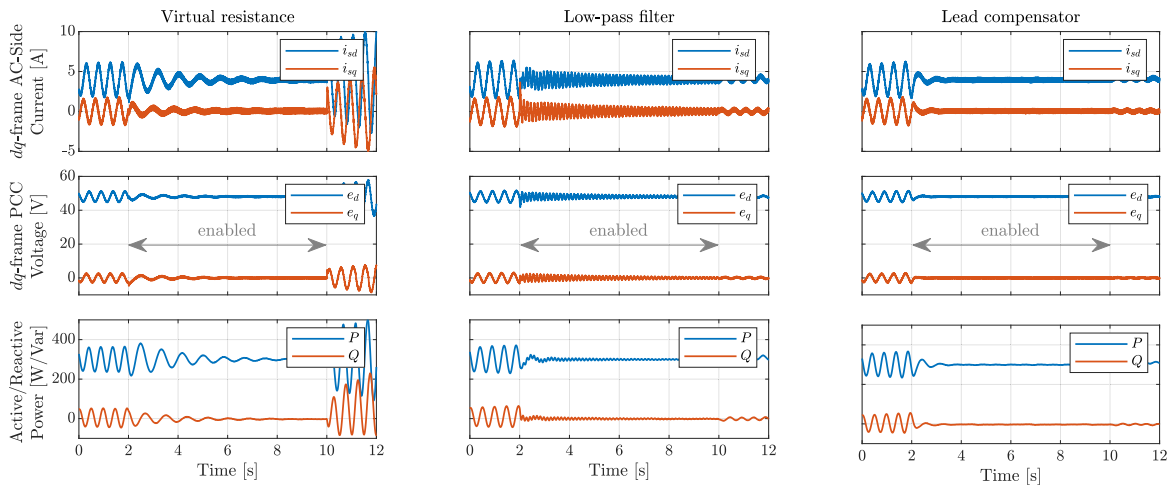 Virtual resistance
Low-pass filter
Lead compensator
dq-frame AC-Side
Current [A]
10
5
0
-5
i_sd
i_sq
i_sd
i_sq
i_sd
i_sq
dq-frame PCC
Voltage [V]
60
40
20
0
e_d
e_q
enabled
e_d
e_q
enabled
e_d
e_q
enabled
Active/Reactive
Power [W/Var]
400
200
0
P
Q
P
Q
P
Q
0 2 4 6 8 10 12
0 2 4 6 8 10 12
0 2 4 6 8 10 12
Time [s]
Time [s]
Time [s]